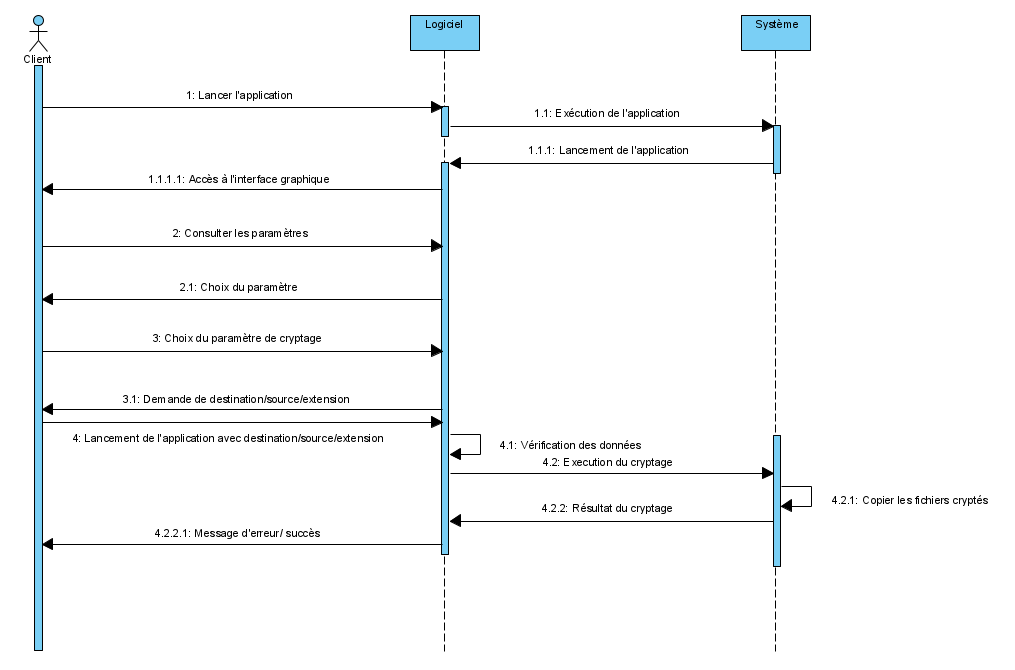 Logiciel
Système
Client
1: Lancer l'application
1.1: Exécution de l'application
1.1.1: Lancement de l'application
1.1.1.1: Accès à l'interface graphique
2: Consulter les paramètres
2.1: Choix du paramètre
3: Choix du paramètre de cryptage
3.1: Demande de destination/source/extension
4: Lancement de l'application avec destination/source/extension
4.1: Vérification des données
4.2: Execution du cryptage
4.2.1: Copier les fichiers cryptés
4.2.2: Résultat du cryptage
4.2.2.1: Message d'erreur/ succès